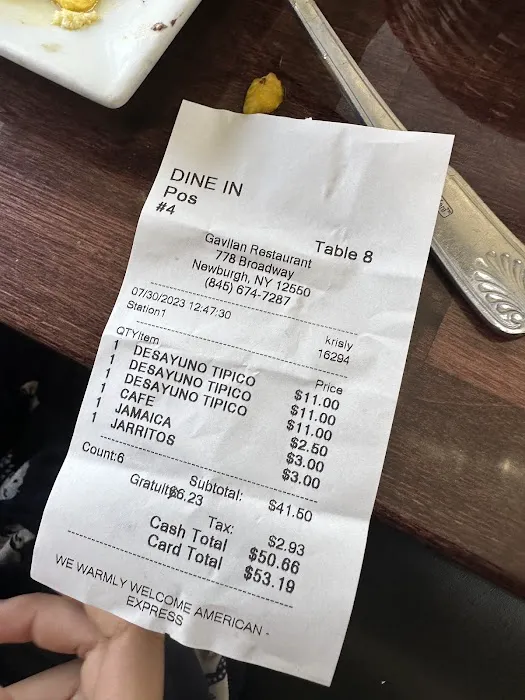 DINE IN
Pos
#4
Table 8
Gavilan Restaurant
778 Broadway
Newburgh, NY 12550
(845) 674-7287
07/30/2023 12:47:30 krisly
Station1 16294
QTYItem Price
1 DESAYUNO TIPICO $11.00
1 DESAYUNO TIPICO $11.00
1 DESAYUNO TIPICO $11.00
1 CAFE $2.50
1 JAMAICA $3.00
1 JARRITOS $3.00
Count:6 Subtotal: $41.50
Gratuity$6.23
Tax: $2.93
Cash Total $50.66
Card Total $53.19
WE WARMLY WELCOME AMERICAN -
EXPRESS